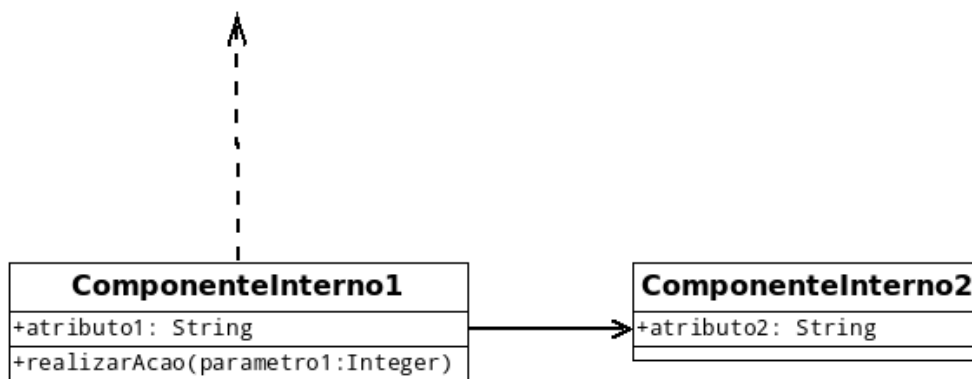 ComponenteInterno1
+atributo1: String
+realizarAcao(parametro1:Integer)
ComponenteInterno2
+atributo2: String